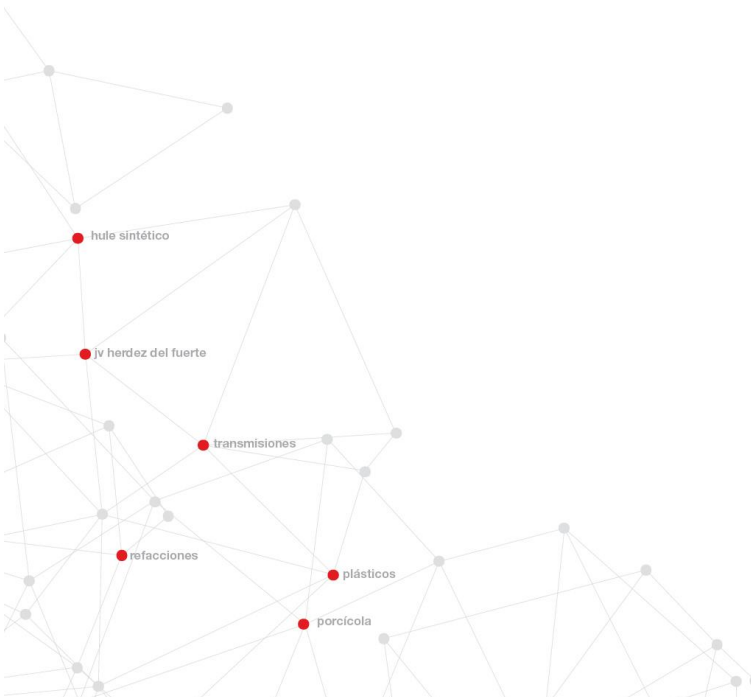 hule sintético
jv herdez del fuerte
transmisiones
refacciones
plásticos
porcícola